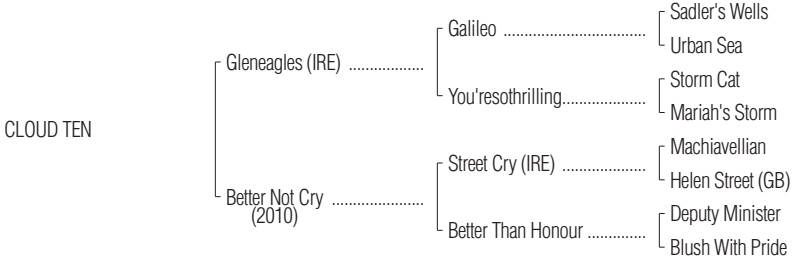 CLOUD TEN
Gleneagles (IRE) ..................
Better Not Cry ......................
(2010)
Galileo ..................................
You'resothrilling....................
Street Cry (IRE) ....................
Better Than Honour ..............
Sadler's Wells
Urban Sea
Storm Cat
Mariah's Storm
Machiavellian
Helen Street (GB)
Deputy Minister
Blush With Pride